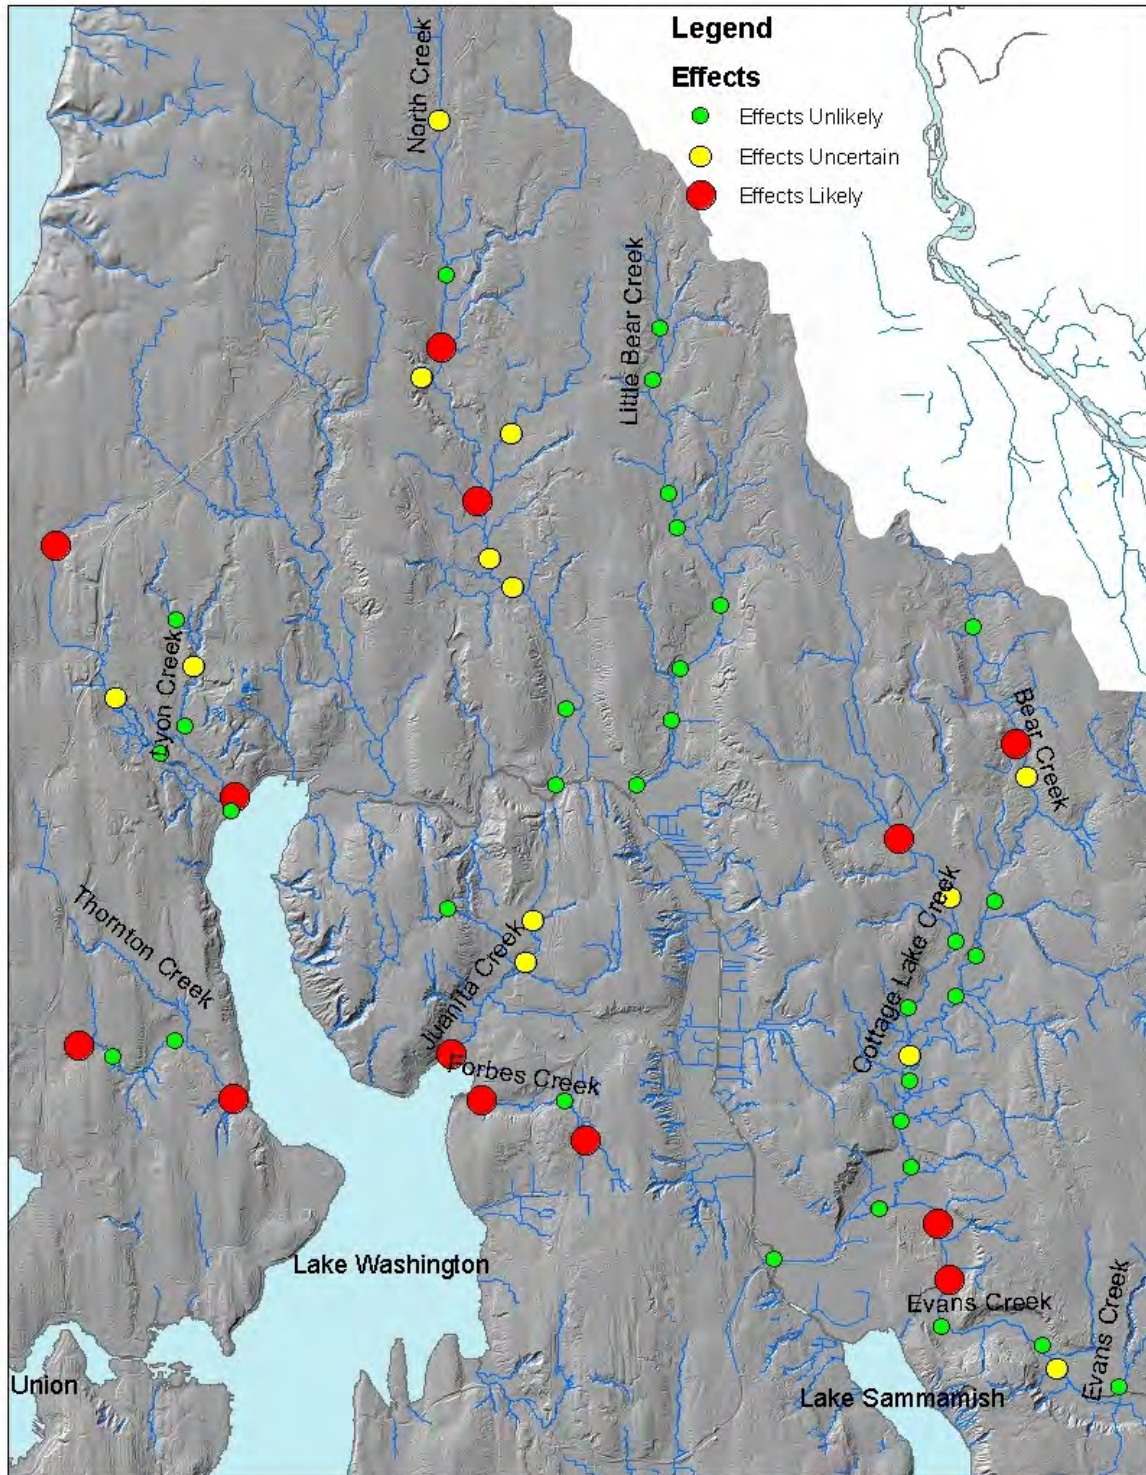 Legend
Effects
Effects Unlikely
Effects Uncertain
Effects Likely
North Creek
Little Bear Creek
Lyon Creek
Bear Creek
Thornton Creek
Juanita Creek
Cottage Lake Creek
Forbes Creek
Lake Washington
Evans Creek
Evans Creek
Union
Lake Sammamish